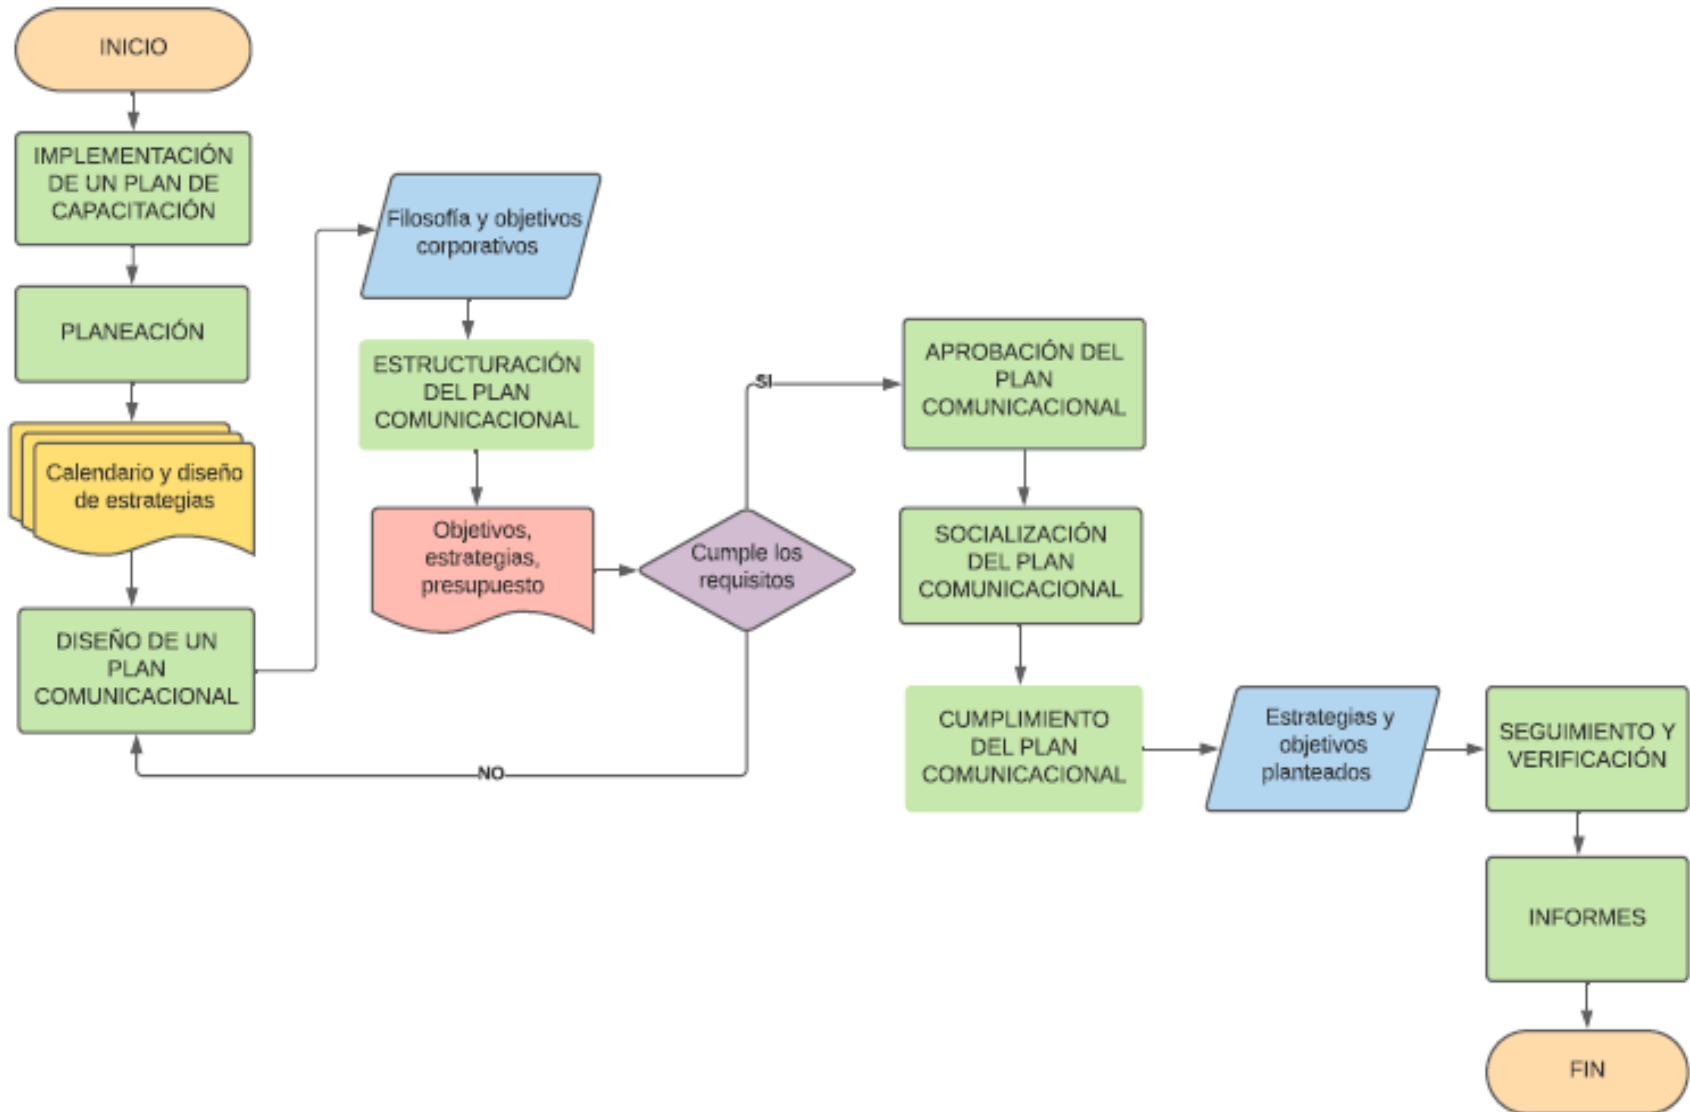 INICIO
IMPLEMENTACIÓN
DE UN PLAN DE
CAPACITACIÓN
PLANEACIÓN
Calendario y diseño
de estrategias
DISEÑO DE UN
PLAN
COMUNICACIONAL
Filosofía y objetivos
corporativos
ESTRUCTURACIÓN
DEL PLAN
COMUNICACIONAL
Objetivos,
estrategias,
presupuesto
Cumple los
requisitos
SI
NO
APROBACIÓN DEL
PLAN
COMUNICACIONAL
SOCIALIZACIÓN
DEL PLAN
COMUNICACIONAL
CUMPLIMIENTO
DEL PLAN
COMUNICACIONAL
Estrategias y
objetivos
planteados
SEGUIMIENTO Y
VERIFICACIÓN
INFORMES
FIN